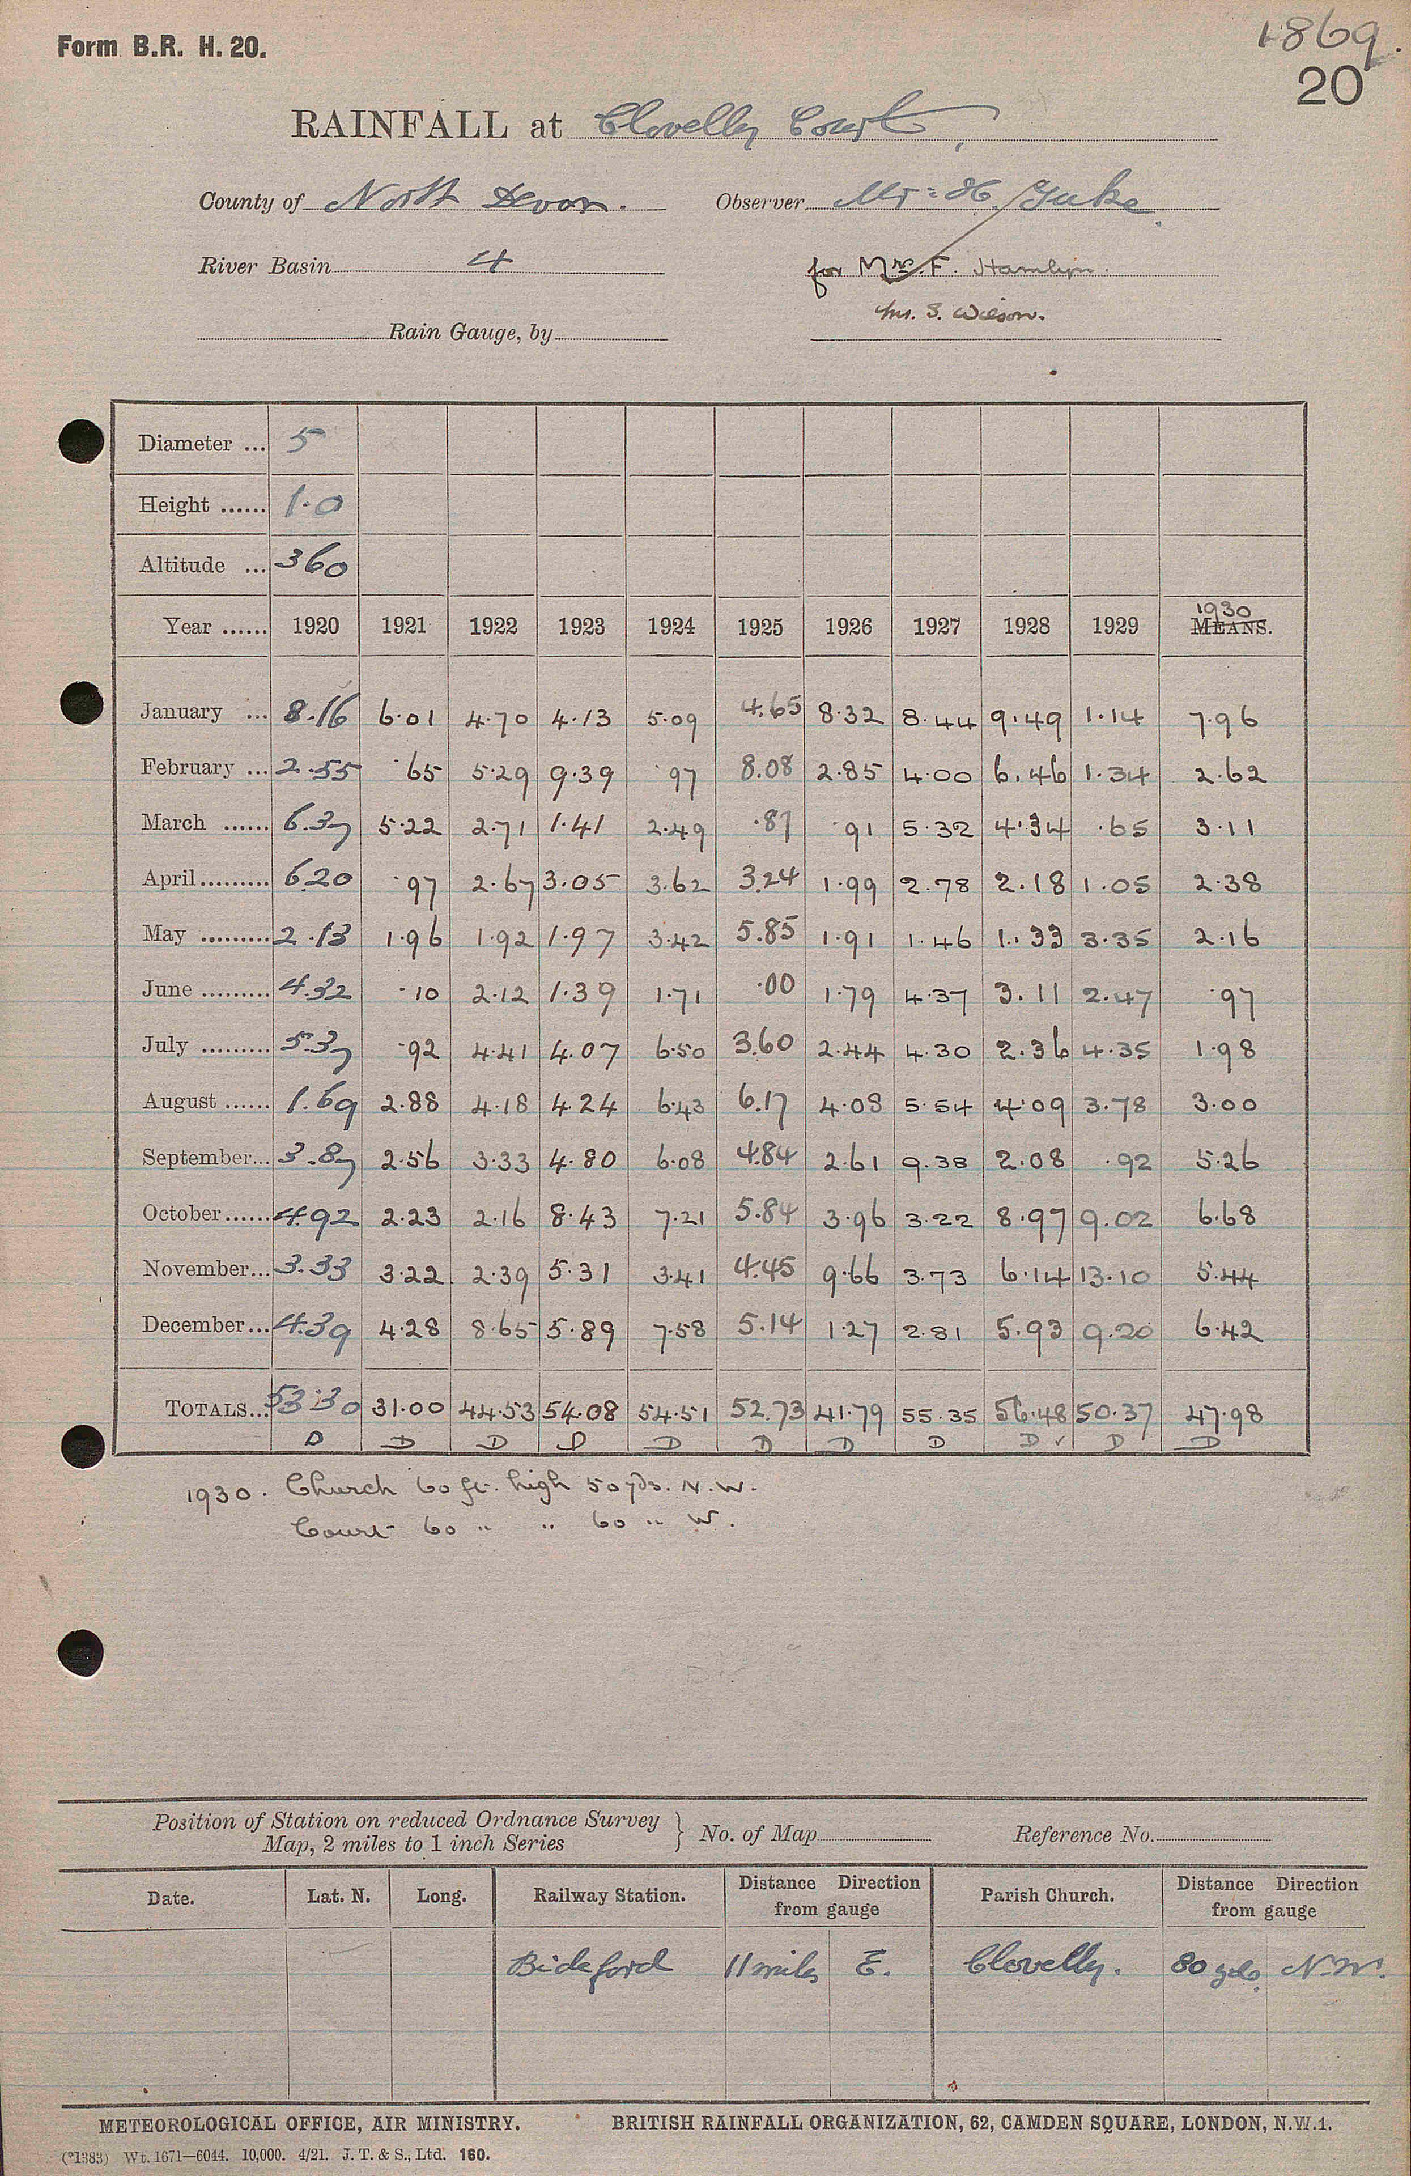 Form B.R. H. 20.
1869.
20
RAINFALL at Clovelly Court
County of North Devon. Observer Mr. H. Yuke
River Basin 4 for Mrs. F. Hamlyn.
Mrs. S. Wilson.
Rain Gauge, by
Diameter ... 5
Height ...... 1.0
Altitude ... 360
Year ...... 1920 1921 1922 1923 1924 1925 1926 1927 1928 1929 1930 MEANS.
January ... 8.16 6.01 4.70 4.13 5.09 4.65 8.32 8.44 9.49 1.14 7.96
February ... 2.55 .65 5.29 9.39 .97 8.08 2.85 4.00 6.46 1.34 2.62
March ...... 6.37 5.22 2.71 1.41 2.49 .87 .91 5.32 4.34 .65 3.11
April ......... 6.20 .97 2.67 3.05 3.62 3.24 1.99 2.78 2.18 1.05 2.38
May ......... 2.13 1.96 1.92 1.97 3.42 5.85 1.91 1.46 1.33 3.35 2.16
June ......... 4.32 .10 2.12 1.39 1.71 .00 1.79 4.37 3.11 2.47 .97
July ......... 5.37 .92 4.41 4.07 6.50 3.60 2.44 4.30 2.36 4.35 1.98
August ...... 1.69 2.88 4.18 4.24 6.43 6.17 4.08 5.54 4.09 3.78 3.00
September... 3.87 2.56 3.33 4.80 6.08 4.84 2.61 9.38 2.08 .92 5.26
October...... 4.92 2.23 2.16 8.43 7.21 5.84 3.96 3.22 8.97 9.02 6.68
November... 3.33 3.22 2.39 5.31 3.41 4.45 9.66 3.73 6.14 13.10 5.44
December... 4.39 4.28 8.65 5.89 7.58 5.14 1.27 2.81 5.93 9.20 6.42
TOTALS... 53.30 31.00 44.53 54.08 54.51 52.73 41.79 55.35 56.48 50.37 47.98
D D D D D D D D D ✓ D D
1930. Church 60 ft. high 50 yds. N.W.
Court 60 " " 60 " W.
Position of Station on reduced Ordnance Survey
Map, 2 miles to 1 inch Series } No. of Map Reference No.
Date. Lat. N. Long. Railway Station. Distance Direction from gauge Parish Church. Distance Direction from gauge
Bideford 11 miles E. Clovelly. 80 yds. N.W.
METEOROLOGICAL OFFICE, AIR MINISTRY. BRITISH RAINFALL ORGANIZATION, 62, CAMDEN SQUARE, LONDON, N.W.1.
(*1383) Wt. 1671—6044. 10,000. 4/21. J. T. & S., Ltd. 160.